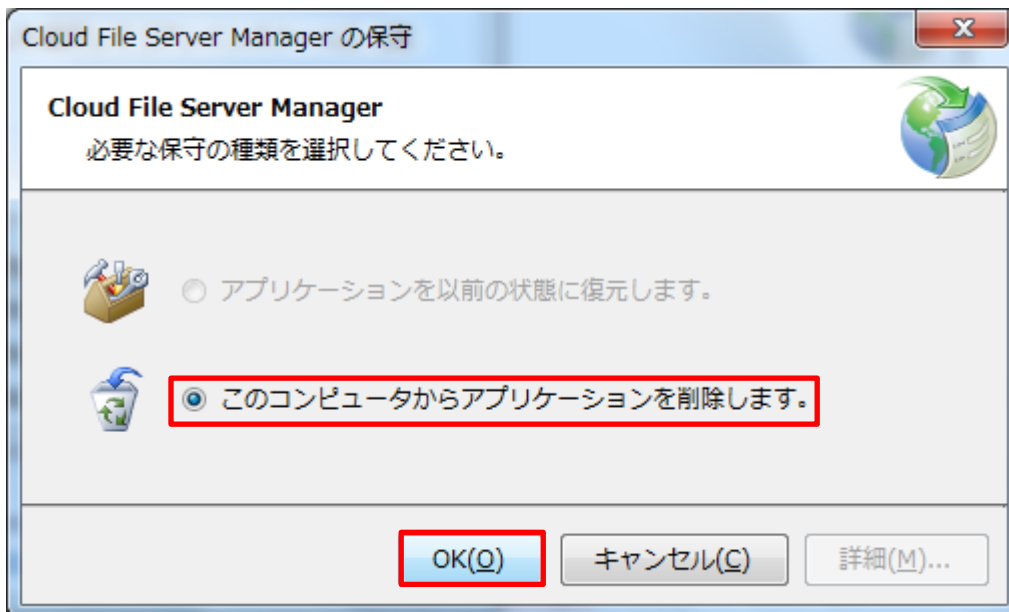 Cloud File Server Manager の保守
Cloud File Server Manager
必要な保守の種類を選択してください。
アプリケーションを以前の状態に復元します。
このコンピュータからアプリケーションを削除します。
OK(O)
キャンセル(C)
詳細(M)...